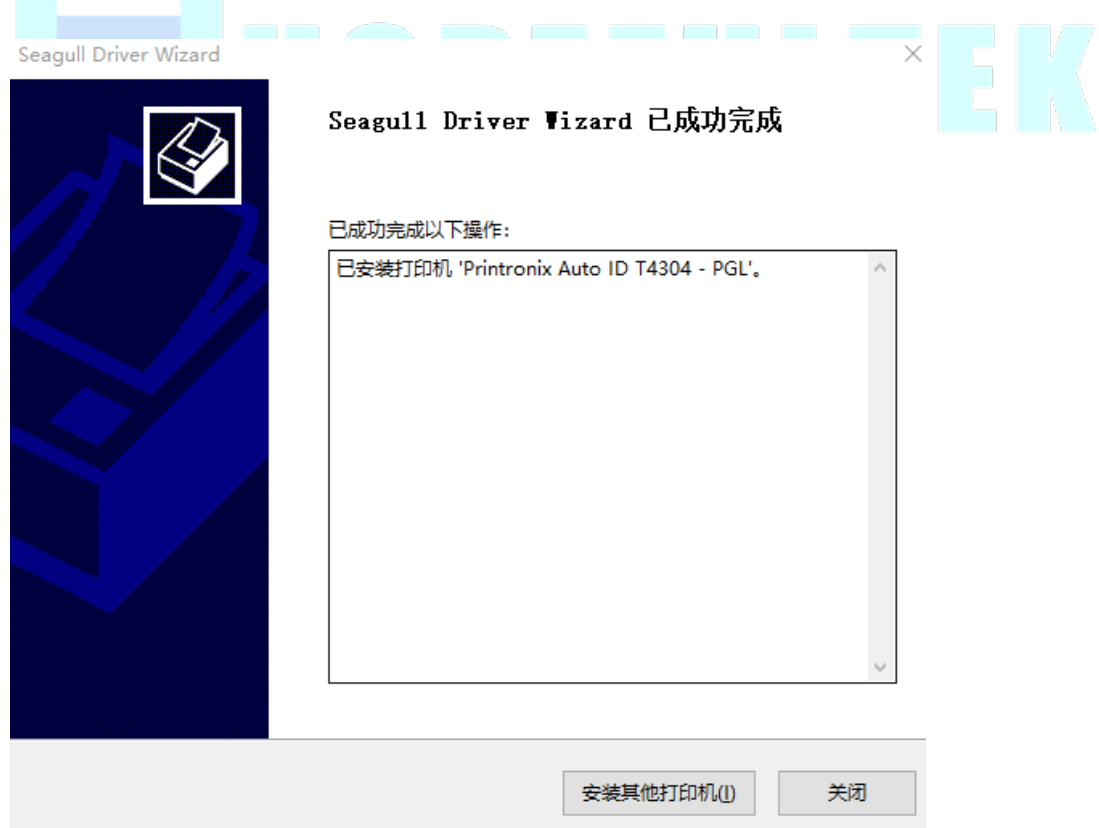 Seagull Driver Wizard
Seagull Driver Wizard 已成功完成
已成功完成以下操作:
已安装打印机 'Printronix Auto ID T4304 - PGL'。
安装其他打印机(I)
关闭